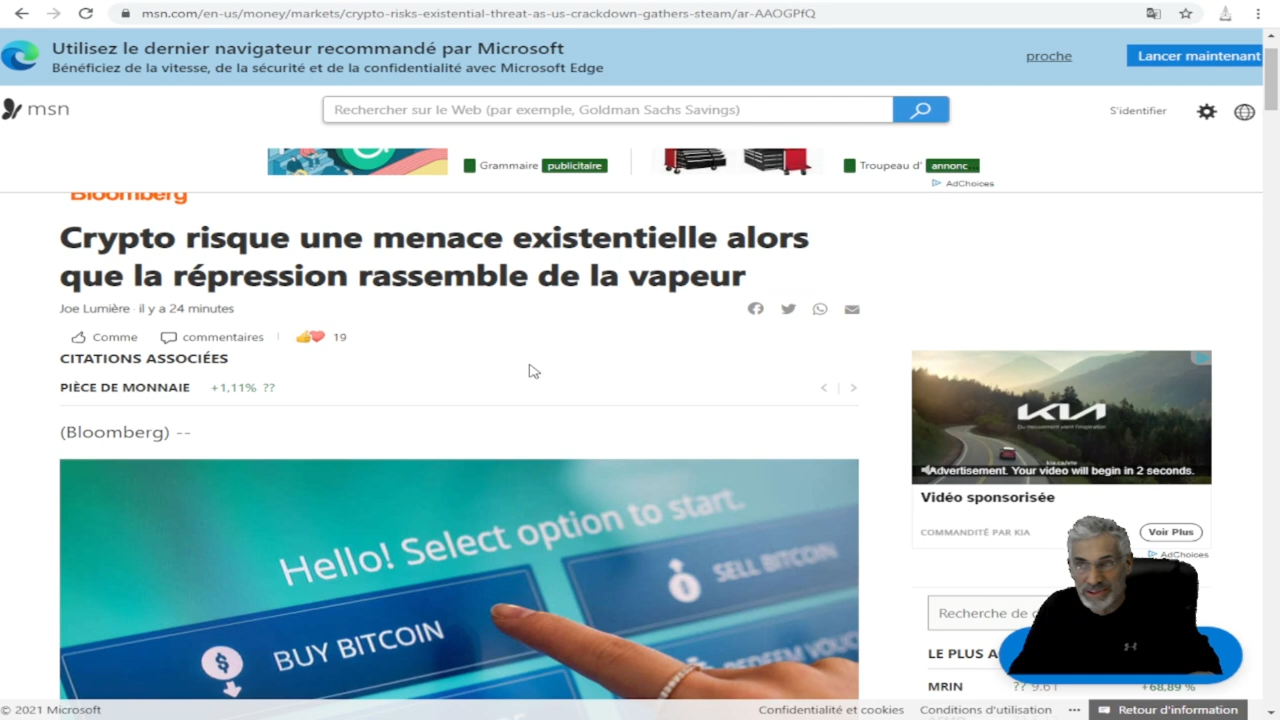 msn.com/en-us/money/markets/crypto-risks-existential-threat-as-us-crackdown-gathers-steam/ar-AAOGPfQ
Utilisez le dernier navigateur recommandé par Microsoft
Bénéficiez de la vitesse, de la sécurité et de la confidentialité avec Microsoft Edge
proche
Lancer maintenant
msn
Rechercher sur le Web (par exemple, Goldman Sachs Savings)
S'identifier
Grammaire publicitaire
Troupeau d' annonc...
AdChoices
Bloomberg
Crypto risque une menace existentielle alors
que la répression rassemble de la vapeur
Joe Lumière · il y a 24 minutes
Comme
commentaires
19
CITATIONS ASSOCIÉES
PIÈCE DE MONNAIE +1,11% ??
(Bloomberg) --
Hello! Select option to start.
BUY BITCOIN
SELL BITCOIN
REDEEM
KIA
Advertisement. Your video will begin in 2 seconds.
Vidéo sponsorisée
COMMANDITÉ PAR KIA
Voir Plus
AdChoices
Recherche de
LE PLUS A
MRIN ?? 9.61 +68,89 %
© 2021 Microsoft
Confidentialité et cookies
Conditions d'utilisation
Retour d'information